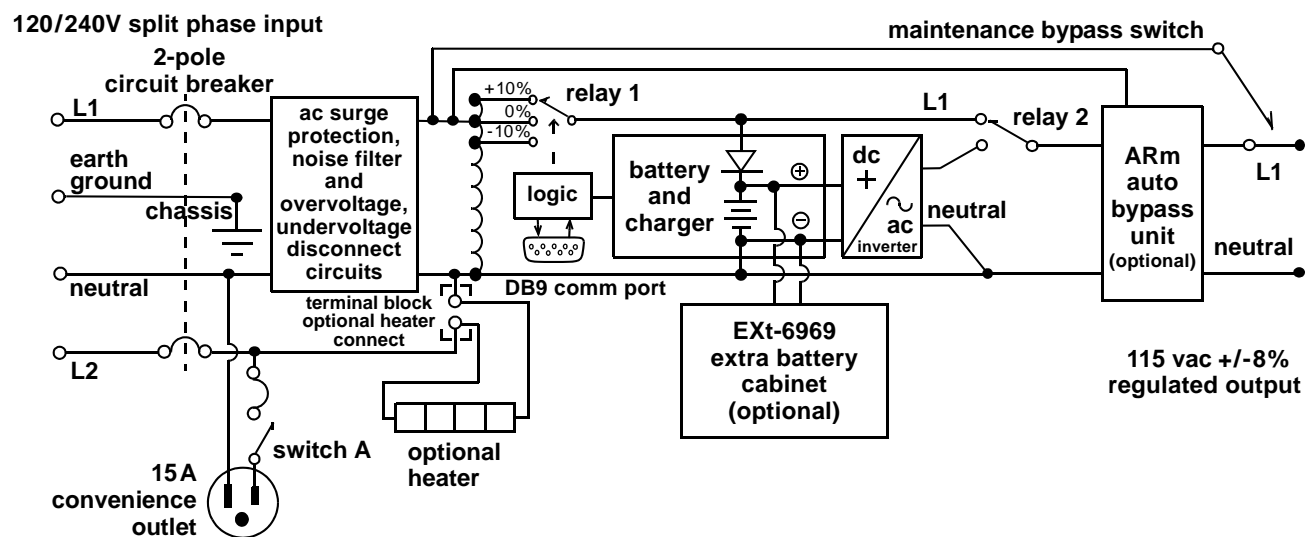 120/240V split phase input
2-pole
circuit breaker
maintenance bypass switch
L1
ac surge
protection,
noise filter
and
overvoltage,
undervoltage
disconnect
circuits
+10%
0%
-10%
relay 1
L1
relay 2
earth
ground
chassis
logic
battery
and
charger
+
−
dc
+
ac
inverter
neutral
ARm
auto
bypass
unit
(optional)
L1
neutral
neutral
DB9 comm port
terminal block
optional heater
connect
L2
EXt-6969
extra battery
cabinet
(optional)
115 vac +/-8%
regulated output
switch A
optional
heater
15A
convenience
outlet